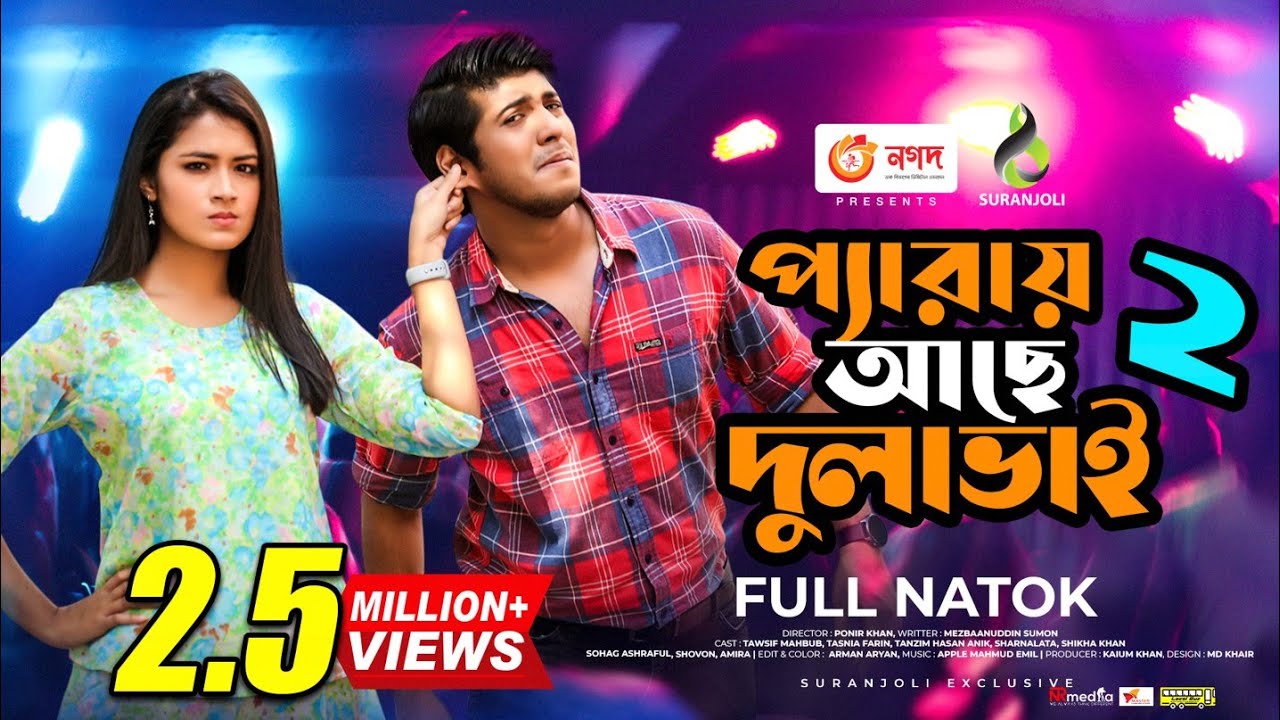 নগদ
ডাক বিভাগের ডিজিটাল লেনদেন
PRESENTS
SURANJOLI
প্যারায়
আছে ২
দুলাভাই
FULL NATOK
DIRECTOR : PONIR KHAN, WRITTER : MEZBAANUDDIN SUMON
CAST : TAWSIF MAHBUB, TASNIA FARIN, TANZIM HASAN ANIK, SHARNALATA, SHIKHA KHAN
SOHAG ASHRAFUL, SHOVON, AMIRA | EDIT & COLOR : ARMAN ARYAN, MUSIC : APPLE MAHMUD EMIL | PRODUCER : KAIUM KHAN, DESIGN : MD KHAIR
SURANJOLI EXCLUSIVE
2.5 MILLION+
VIEWS
media